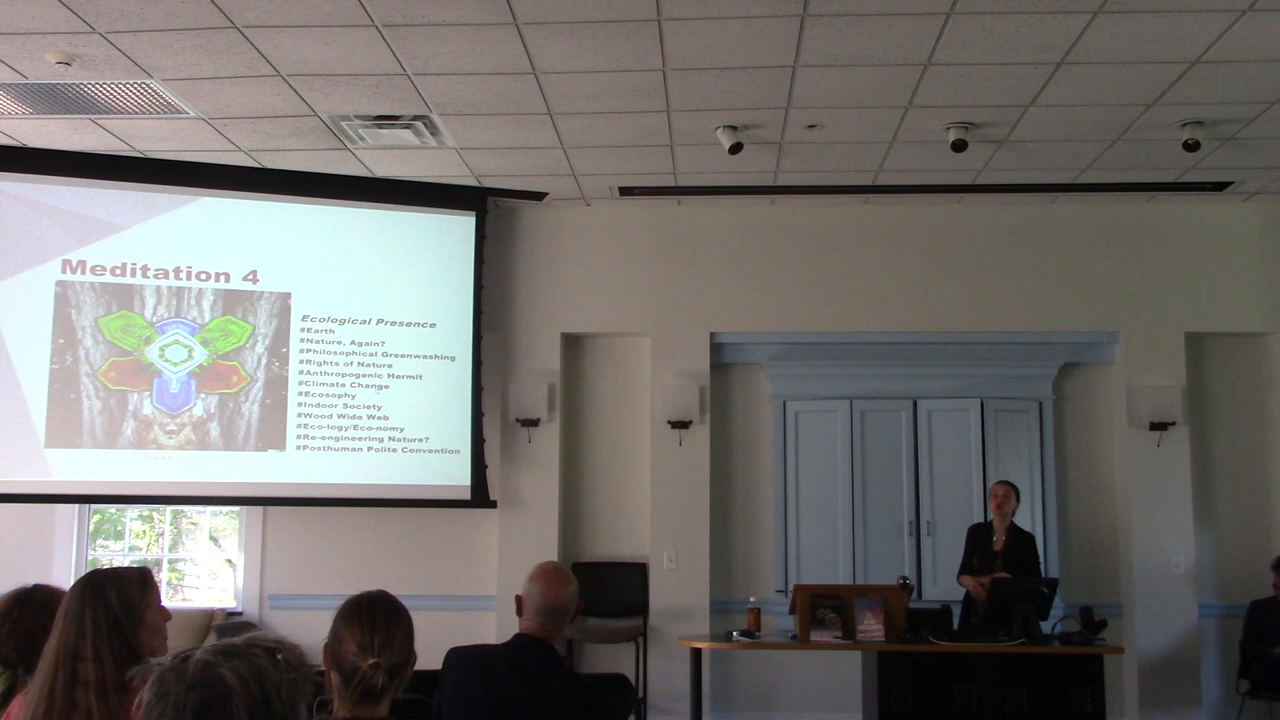 Meditation 4
Ecological Presence
#Earth
#Nature, Again?
#Philosophical Greenwashing
#Rights of Nature
#Anthropogenic Hermit
#Climate Change
#Ecosophy
#Indoor Society
#Wood Wide Web
#Eco-logy/Eco-nomy
#Re-engineering Nature?
#Posthuman Polite Convention